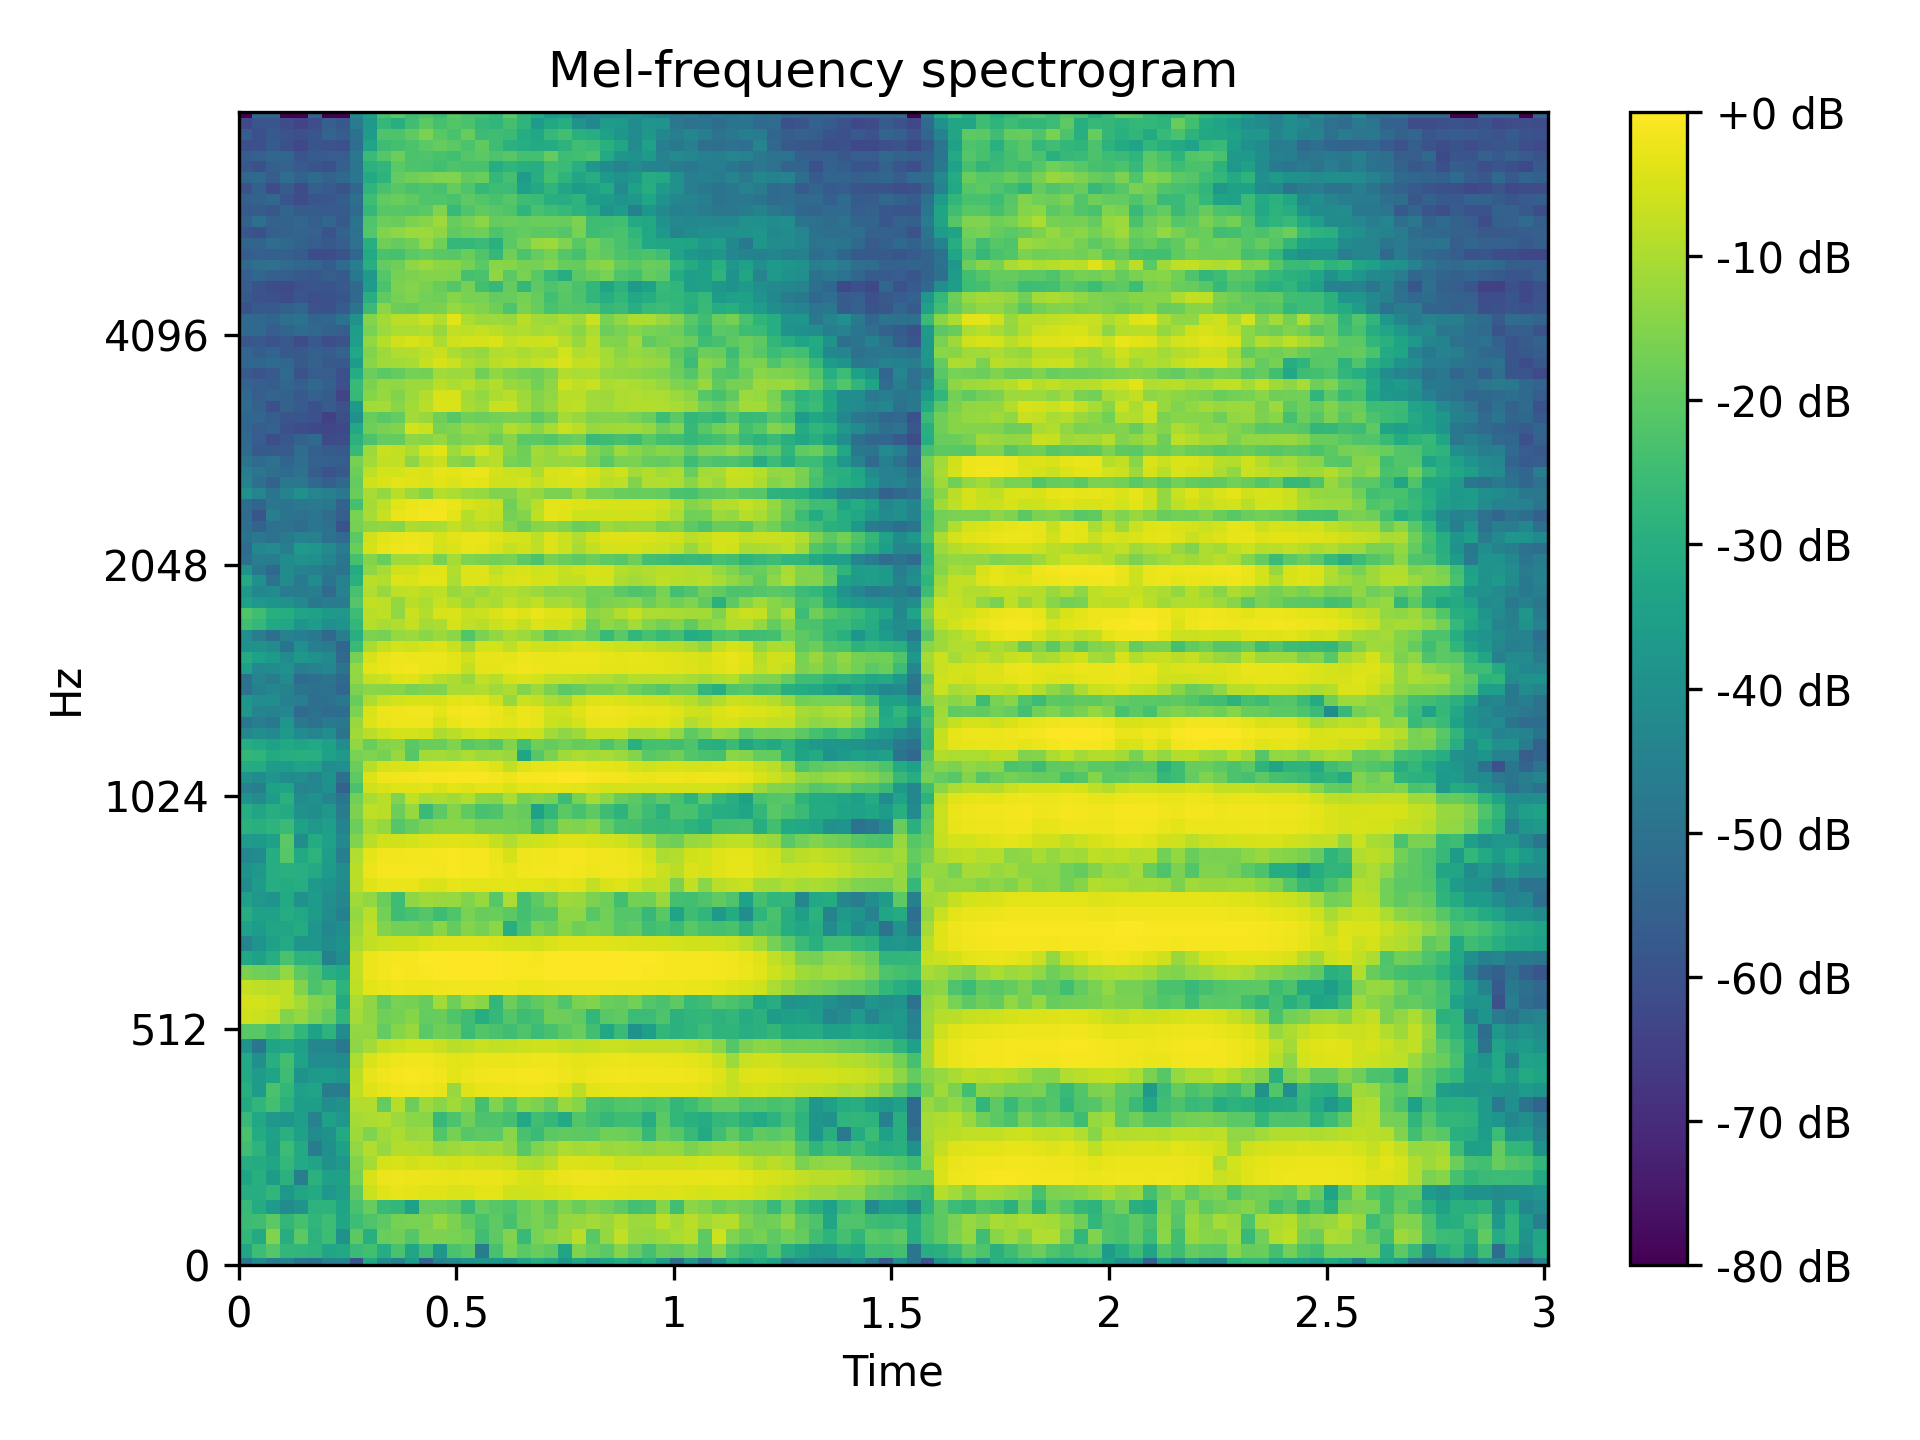 Mel-frequency spectrogram
+0 dB
-10 dB
-20 dB
-30 dB
-40 dB
-50 dB
-60 dB
-70 dB
-80 dB
Hz
4096
2048
1024
512
0
0 0.5 1 1.5 2 2.5 3
Time